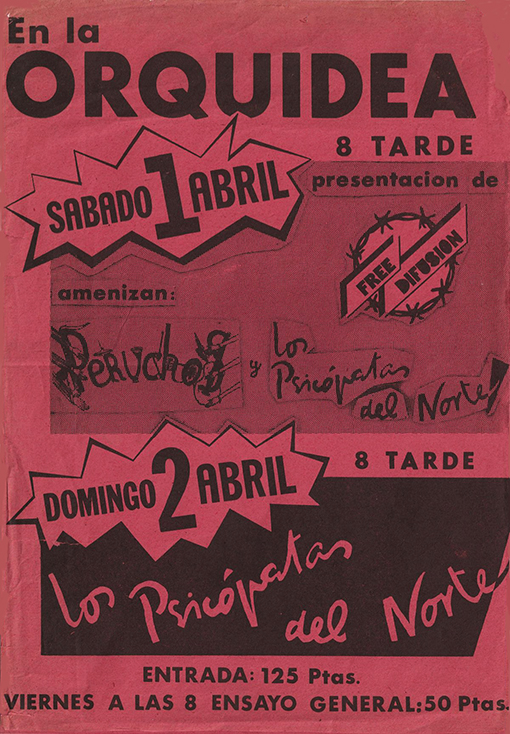 En la
ORQUIDEA
8 TARDE
SABADO 1 ABRIL
presentacion de
FREE DIFUSION
amenizan:
PERUCHOS
y
Los
Psicópatas
del Norte
DOMINGO 2 ABRIL
8 TARDE
Los Psicópatas
del Norte
ENTRADA: 125 Ptas.
VIERNES A LAS 8 ENSAYO GENERAL: 50 Ptas.